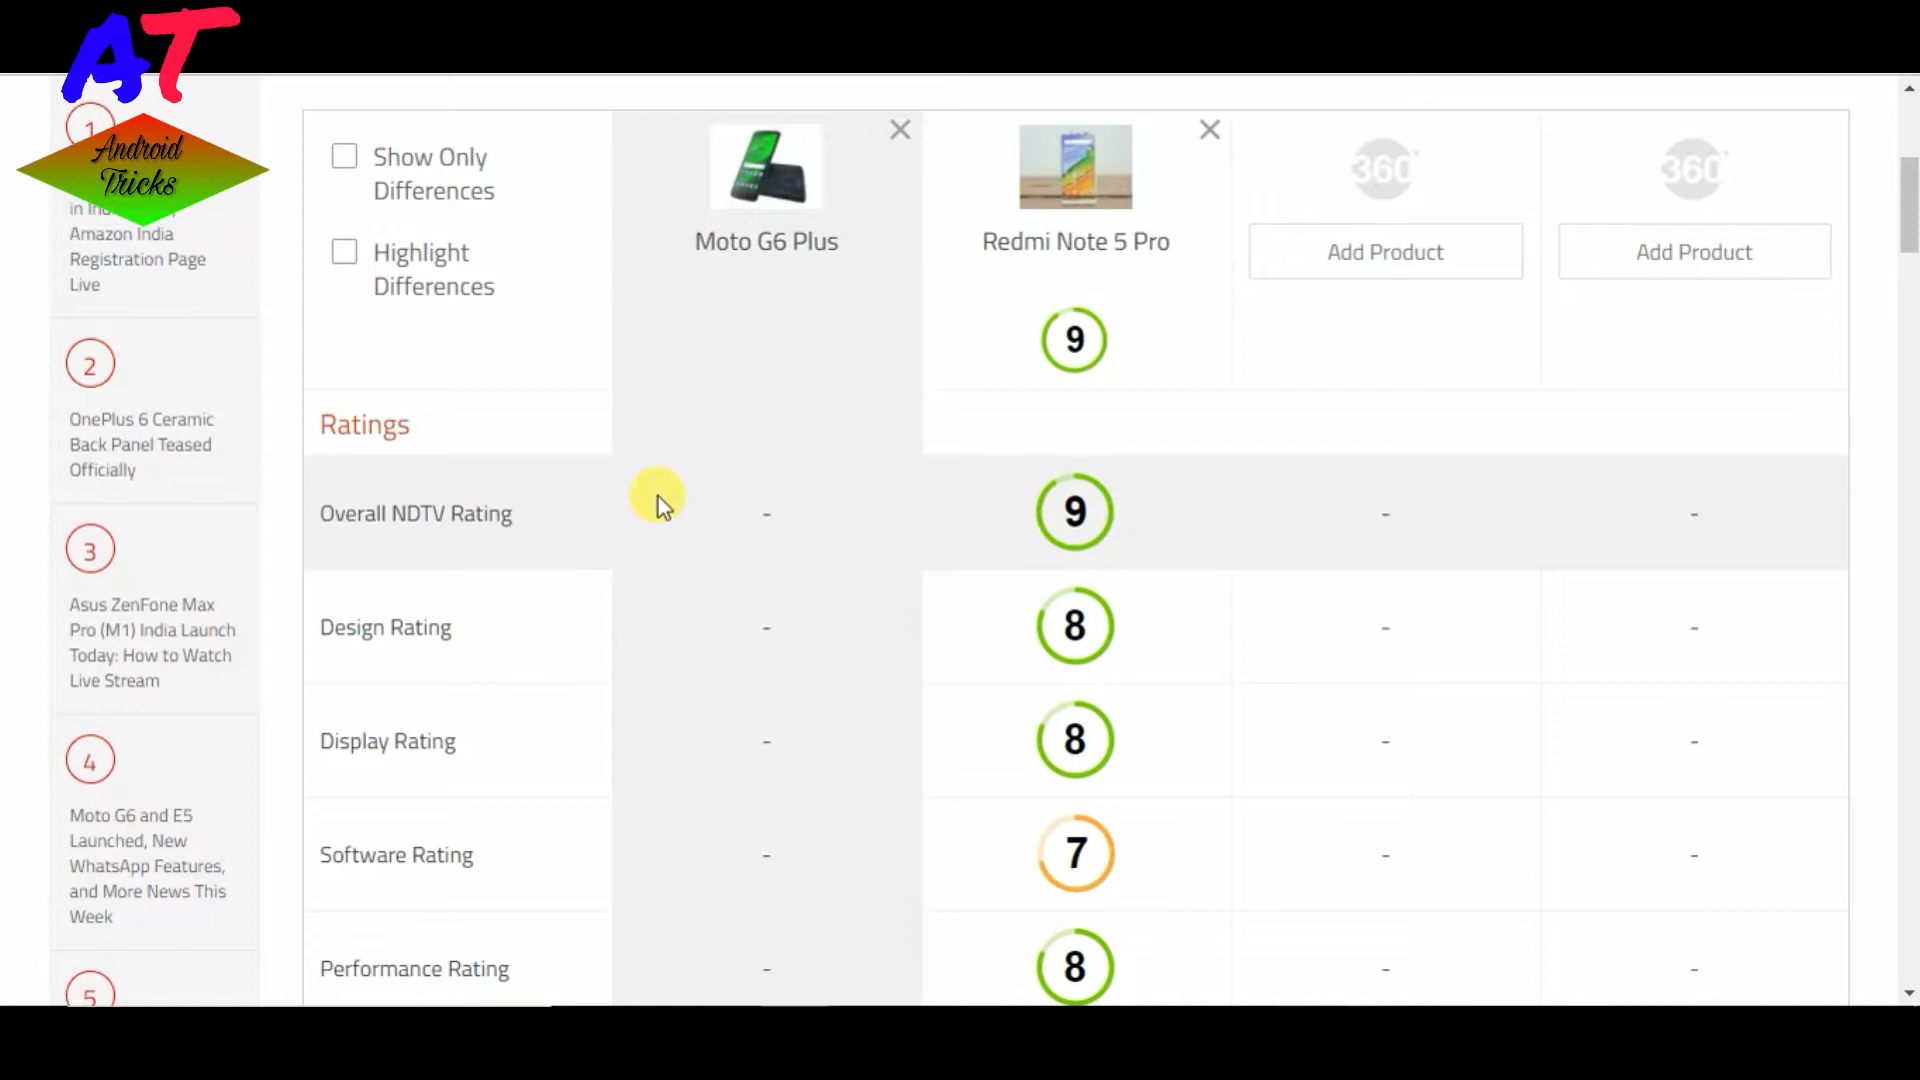 AT
Android
Tricks
1
Amazon India
Registration Page
Live
2
OnePlus 6 Ceramic
Back Panel Teased
Officially
3
Asus ZenFone Max
Pro (M1) India Launch
Today: How to Watch
Live Stream
4
Moto G6 and E5
Launched, New
WhatsApp Features,
and More News This
Week
5
Show Only
Differences
Highlight
Differences
Moto G6 Plus
Redmi Note 5 Pro
9
360°
Add Product
360°
Add Product
Ratings
Overall NDTV Rating - 9 - -
Design Rating - 8 - -
Display Rating - 8 - -
Software Rating - 7 - -
Performance Rating - 8 - -